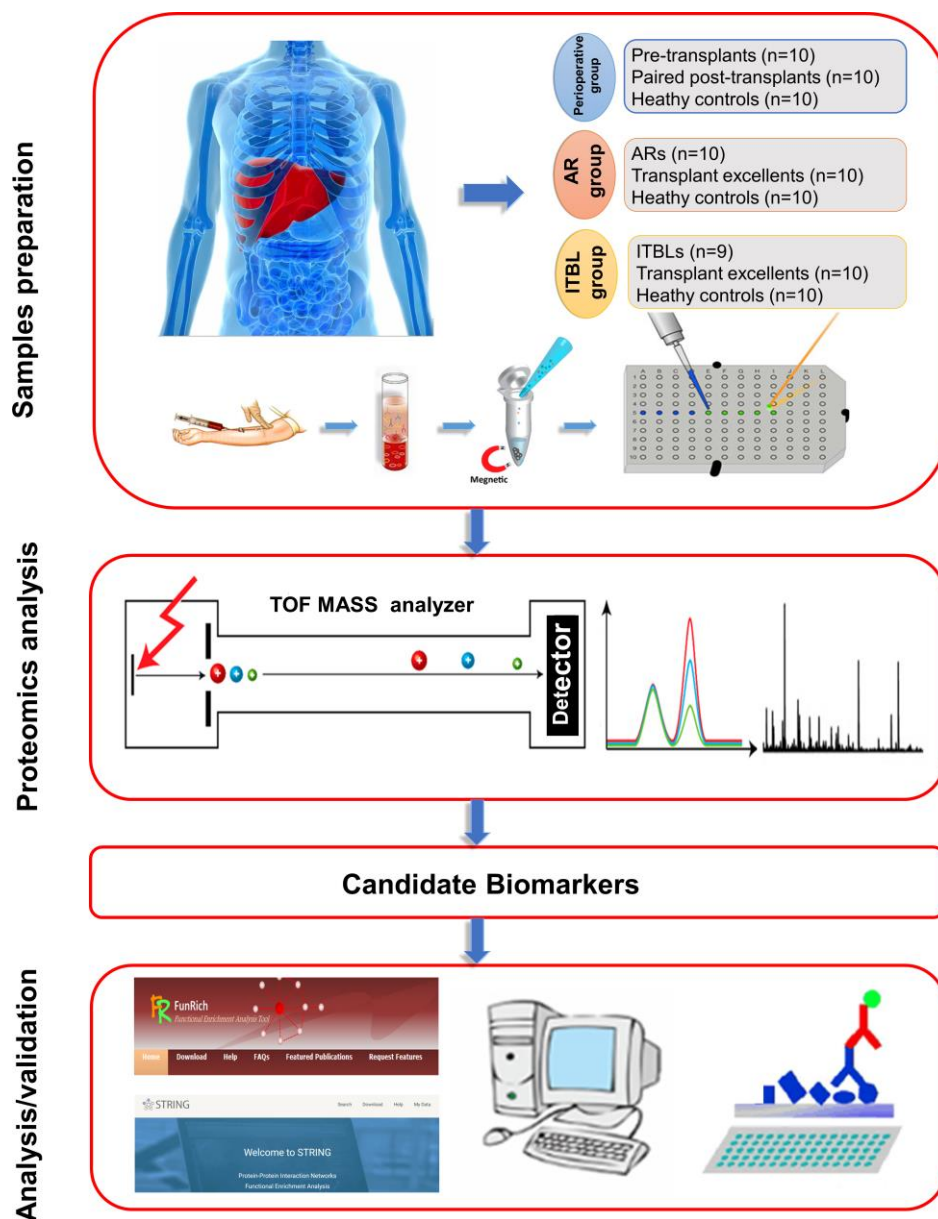 Samples preparation
Perioperative
group
Pre-transplants (n=10)
Paired post-transplants (n=10)
Heathy controls (n=10)
AR
group
ARs (n=10)
Transplant excellents (n=10)
Heathy controls (n=10)
ITBL
group
ITBLs (n=9)
Transplant excellents (n=10)
Heathy controls (n=10)
Megnetic
Proteomics analysis
TOF MASS analyzer
Detector
Candidate Biomarkers
Analysis/validation
FR FunRich
Functional Enrichment Analysis Tool
Home Download Help FAQs Featured Publications Request Features
STRING Search Download Help My Data
Welcome to STRING
Protein-Protein Interaction Networks
Functional Enrichment Analysis